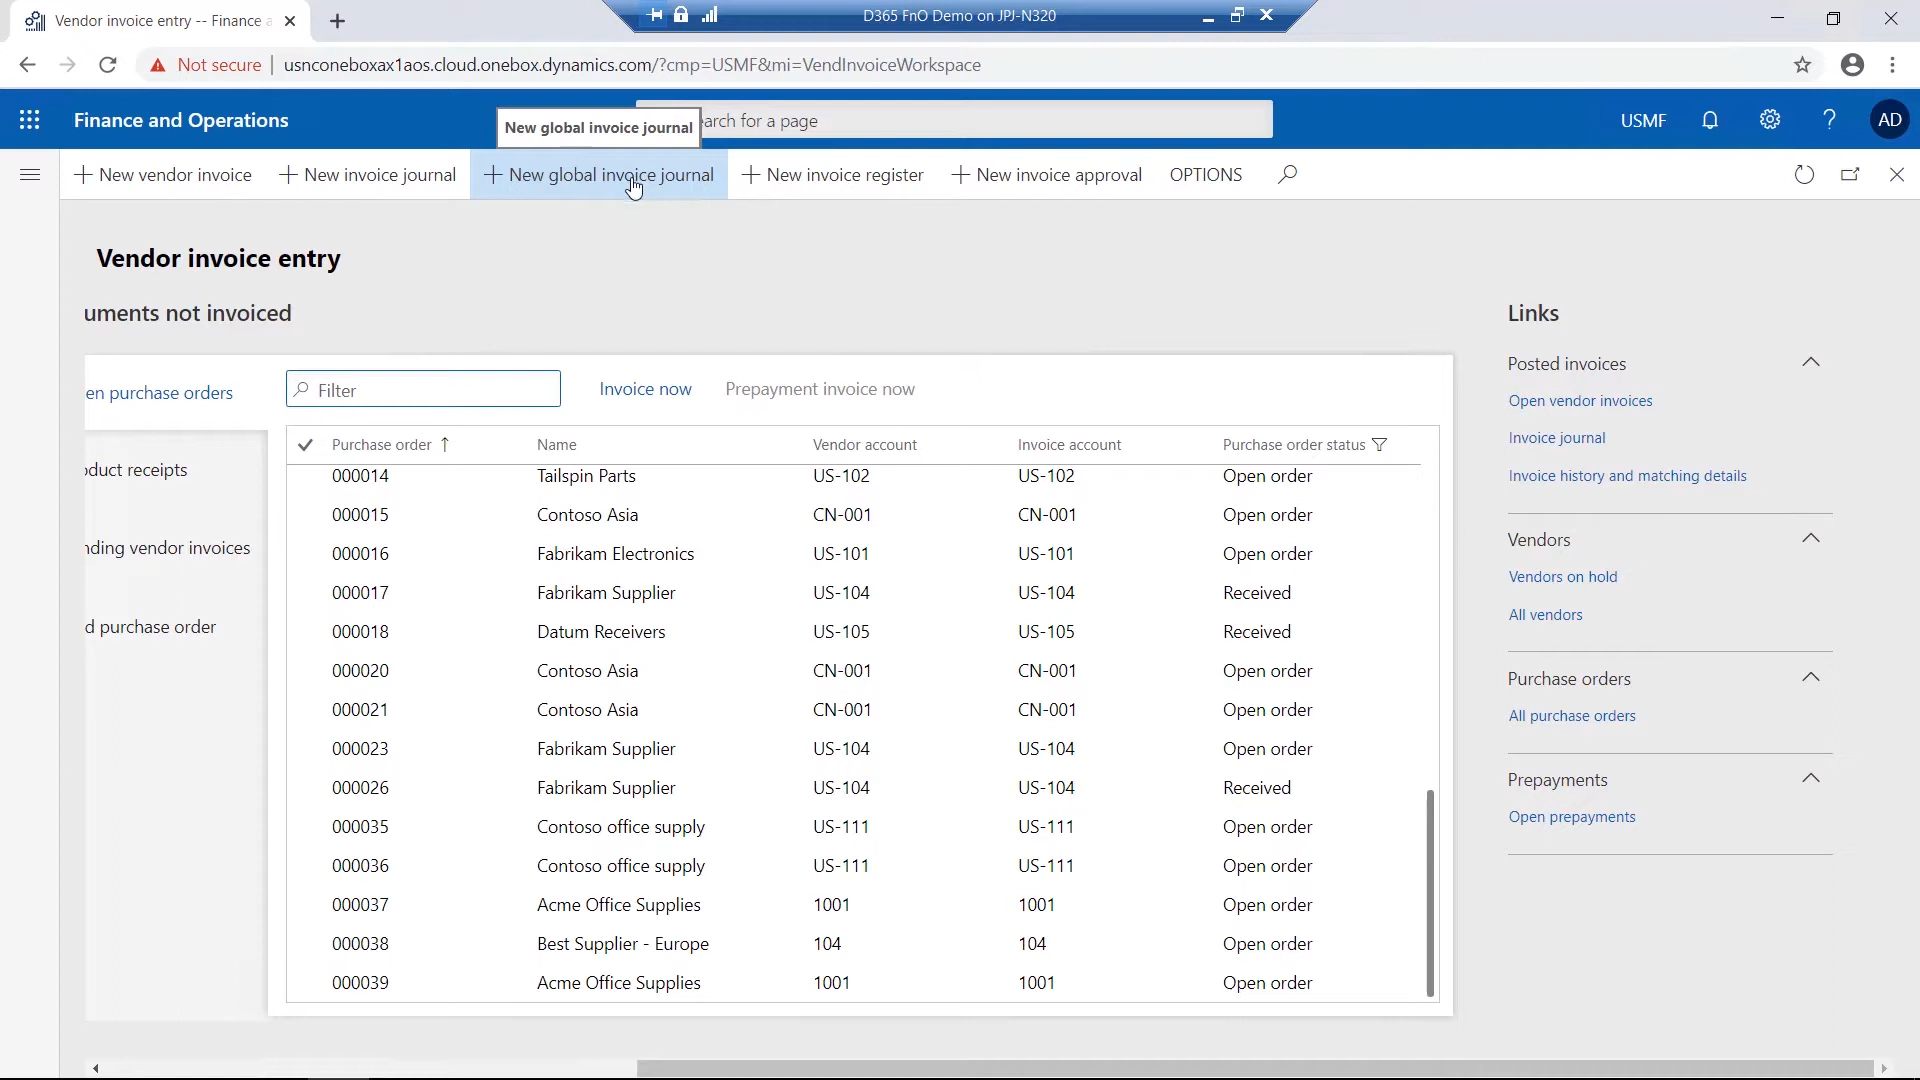 Vendor invoice entry -- Finance a
D365 FnO Demo on JPJ-N320
Not secure
usnconeboxax1aos.cloud.onebox.dynamics.com/?cmp=USMF&mi=VendInvoiceWorkspace
Finance and Operations
New global invoice journal
arch for a page
USMF
AD
New vendor invoice
New invoice journal
New global invoice journal
New invoice register
New invoice approval
OPTIONS
Vendor invoice entry
uments not invoiced
en purchase orders
oduct receipts
nding vendor invoices
d purchase order
Filter
Invoice now
Prepayment invoice now
Purchase order Name Vendor account Invoice account Purchase order status
000014 Tailspin Parts US-102 US-102 Open order
000015 Contoso Asia CN-001 CN-001 Open order
000016 Fabrikam Electronics US-101 US-101 Open order
000017 Fabrikam Supplier US-104 US-104 Received
000018 Datum Receivers US-105 US-105 Received
000020 Contoso Asia CN-001 CN-001 Open order
000021 Contoso Asia CN-001 CN-001 Open order
000023 Fabrikam Supplier US-104 US-104 Open order
000026 Fabrikam Supplier US-104 US-104 Received
000035 Contoso office supply US-111 US-111 Open order
000036 Contoso office supply US-111 US-111 Open order
000037 Acme Office Supplies 1001 1001 Open order
000038 Best Supplier - Europe 104 104 Open order
000039 Acme Office Supplies 1001 1001 Open order
Links
Posted invoices
Open vendor invoices
Invoice journal
Invoice history and matching details
Vendors
Vendors on hold
All vendors
Purchase orders
All purchase orders
Prepayments
Open prepayments